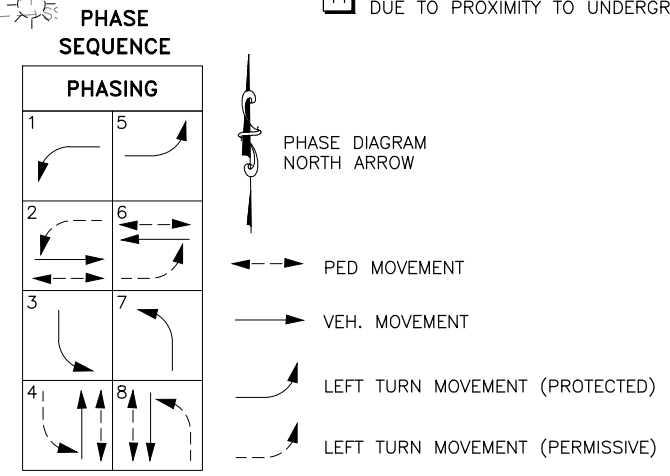 DUE TO PROXIMITY TO
PHASE
SEQUENCE
PHASING
1
5
2
6
3
7
4
8
PHASE DIAGRAM
NORTH ARROW
PED MOVEMENT
VEH. MOVEMENT
LEFT TURN MOVEMENT (PROTECTED)
LEFT TURN MOVEMENT (PERMISSIVE)